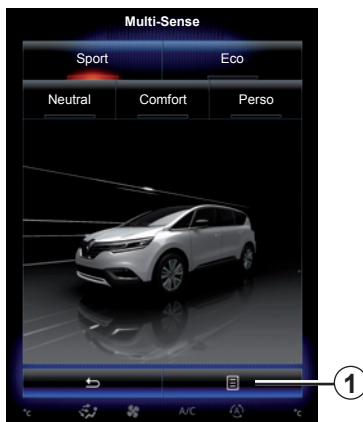 Multi-Sense
Sport Eco
Neutral Comfort Perso
1
°c A/C (A) °c